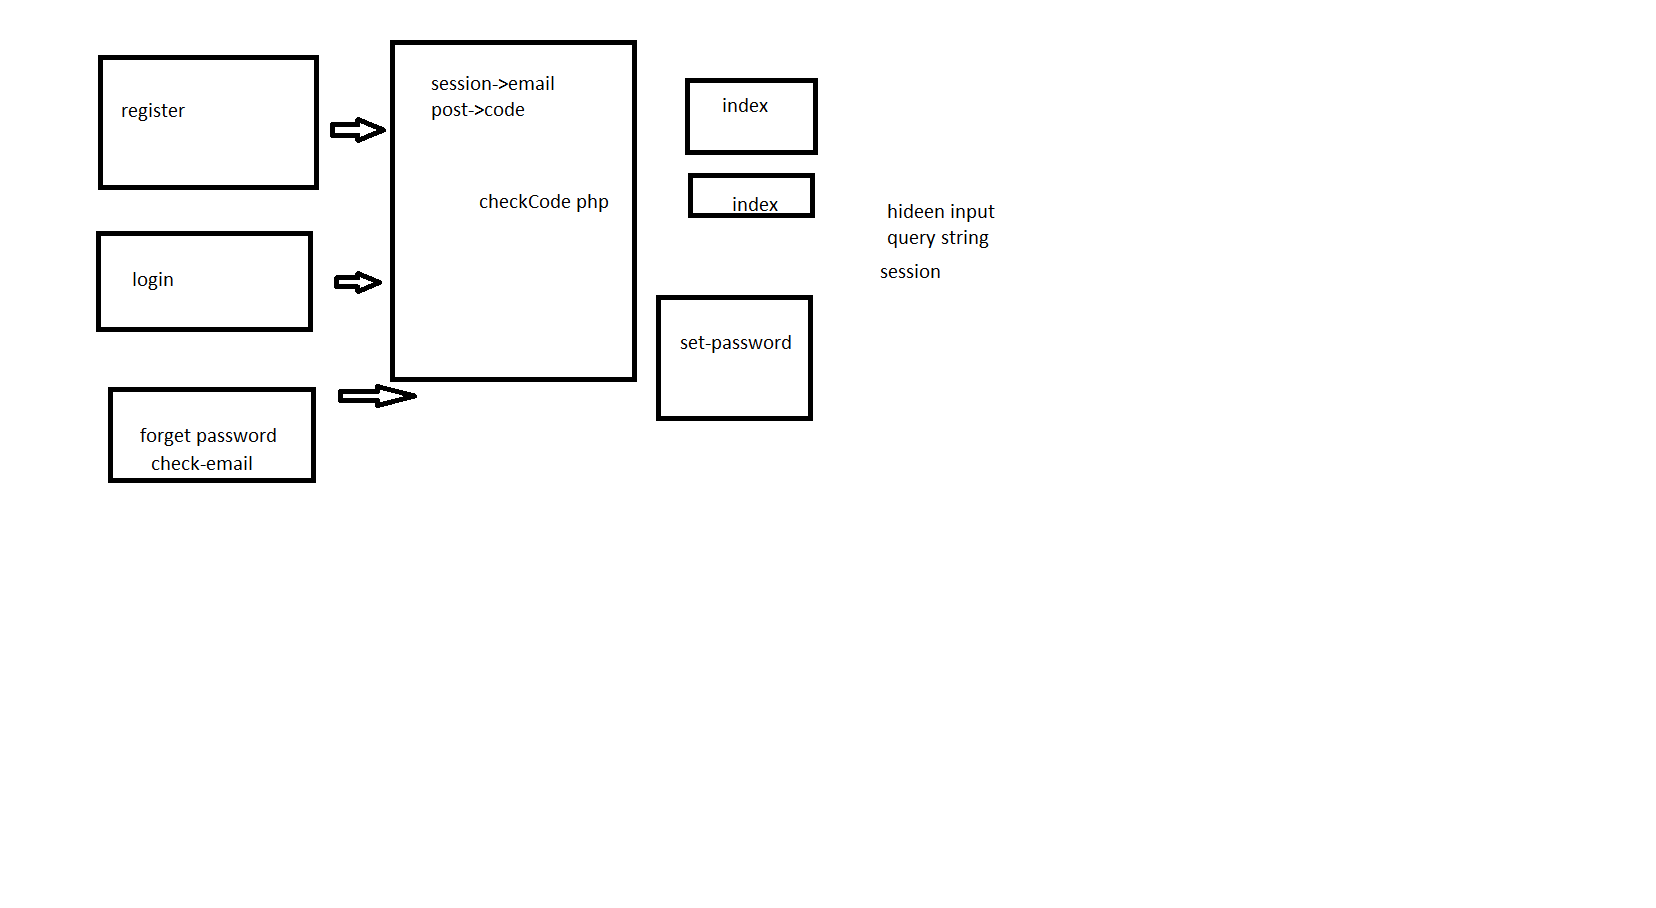 register
login
forget password
check-email
session->email
post->code
checkCode php
index
index
set-password
hideen input
query string
session